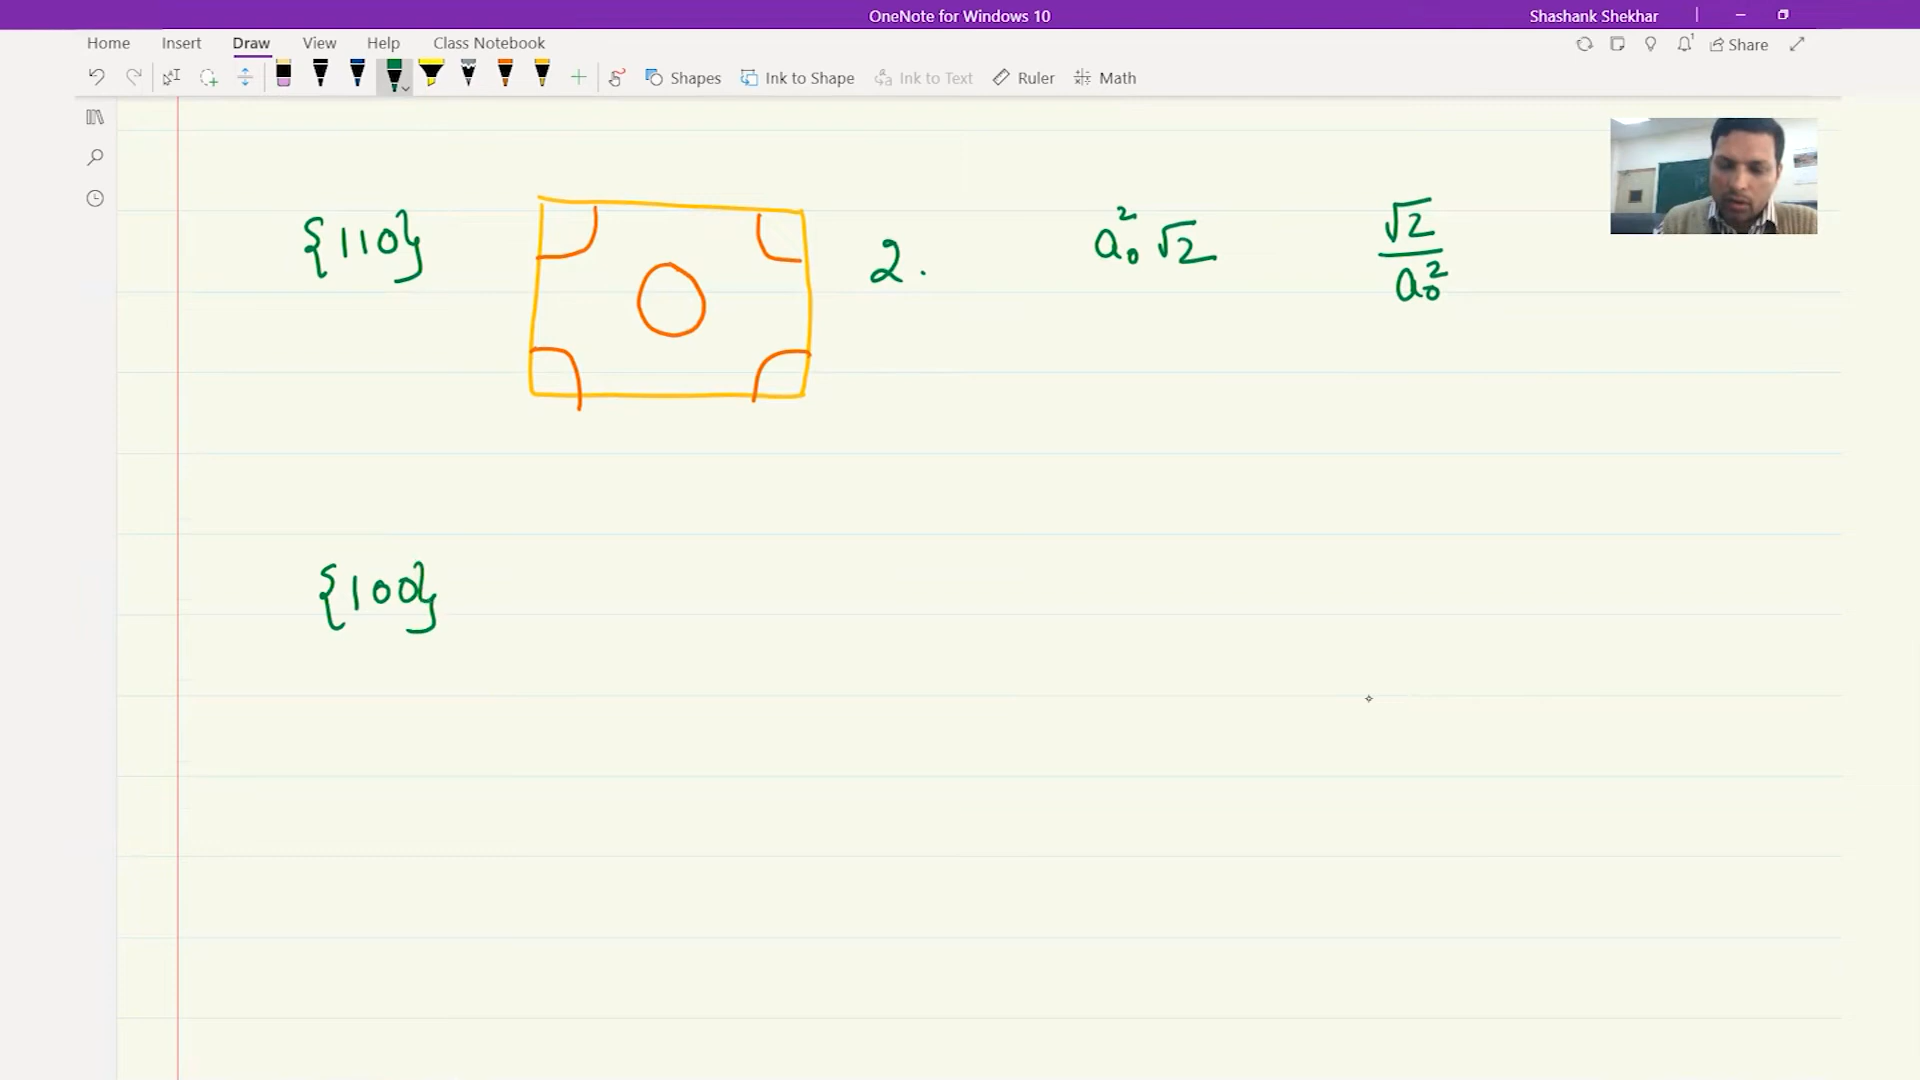 OneNote for Windows 10
Shashank Shekhar
Home Insert Draw View Help Class Notebook
Share
Shapes Ink to Shape Ink to Text Ruler Math
{110} 2. a₀² √2 √2/a₀²
{100}